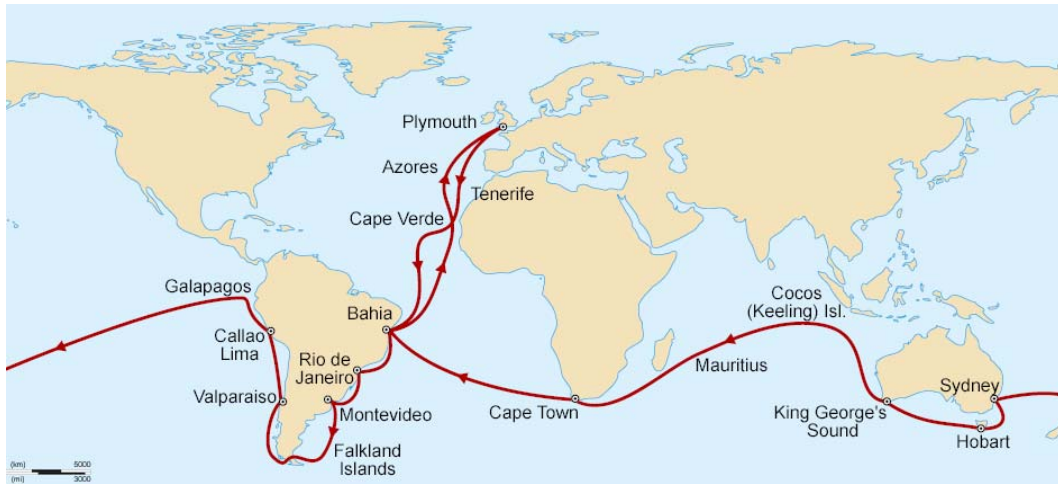 Plymouth
Azores
Tenerife
Cape Verde
Galapagos
Bahia
Callao
Lima
Rio de
Janeiro
Valparaiso
Montevideo
Falkland
Islands
Cape Town
Mauritius
Cocos
(Keeling) Isl.
Sydney
King George's
Sound
Hobart
(km) 5000
(mi) 3000